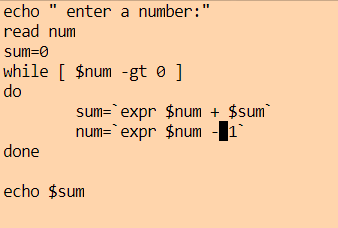 echo " enter a number:"
read num
sum=0
while [ $num -gt 0 ]
do
        sum=`expr $num + $sum`
        num=`expr $num - 1`
done

echo $sum